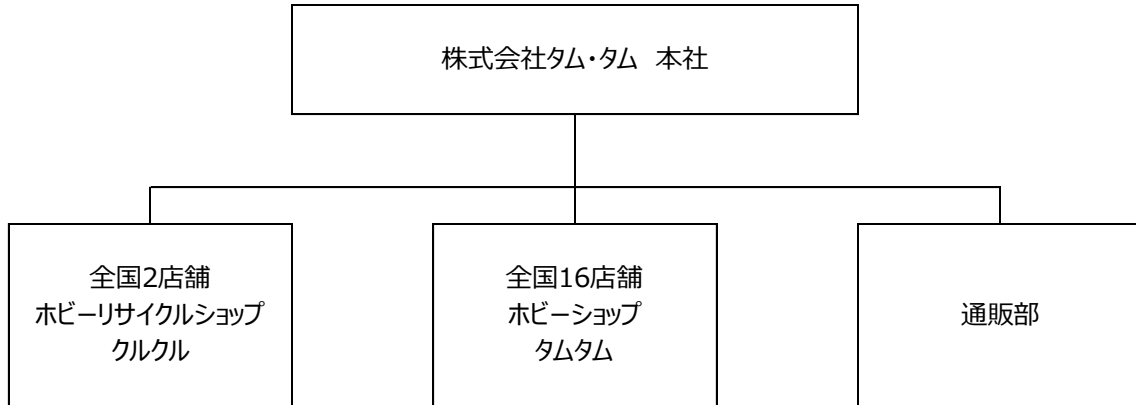 株式会社タム・タム 本社
全国2店舗
ホビーリサイクルショップ
クルクル
全国16店舗
ホビーショップ
タムタム
通販部